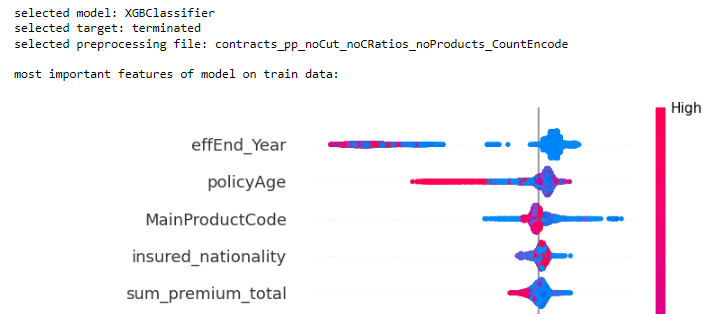 selected model: XGBClassifier
selected target: terminated
selected preprocessing file: contracts_pp_noCut_noCRatios_noProducts_CountEncode
most important features of model on train data:
High
effEnd_Year
policyAge
MainProductCode
insured_nationality
sum_premium_total